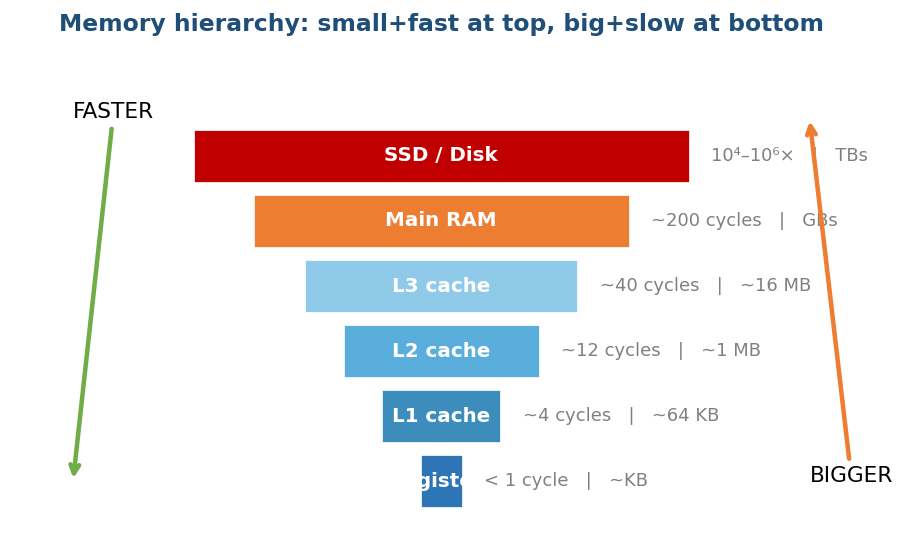 Memory hierarchy: small+fast at top, big+slow at bottom
FASTER
SSD / Disk 10⁴–10⁶× | TBs
Main RAM ~200 cycles | GBs
L3 cache ~40 cycles | ~16 MB
L2 cache ~12 cycles | ~1 MB
L1 cache ~4 cycles | ~64 KB
< 1 cycle | ~KB
BIGGER